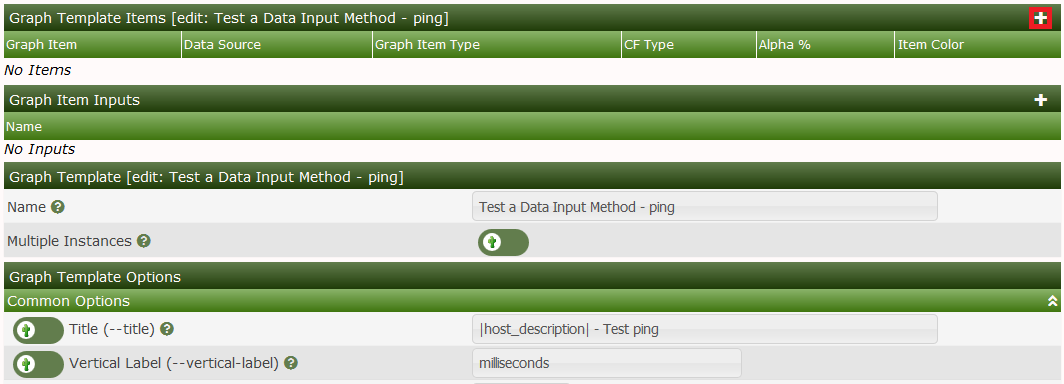 Graph Template Items [edit: Test a Data Input Method - ping]
Graph Item Data Source Graph Item Type CF Type Alpha % Item Color
No Items
Graph Item Inputs
Name
No Inputs
Graph Template [edit: Test a Data Input Method - ping]
Name Test a Data Input Method - ping
Multiple Instances
Graph Template Options
Common Options
Title (--title) |host_description| - Test ping
Vertical Label (--vertical-label) milliseconds